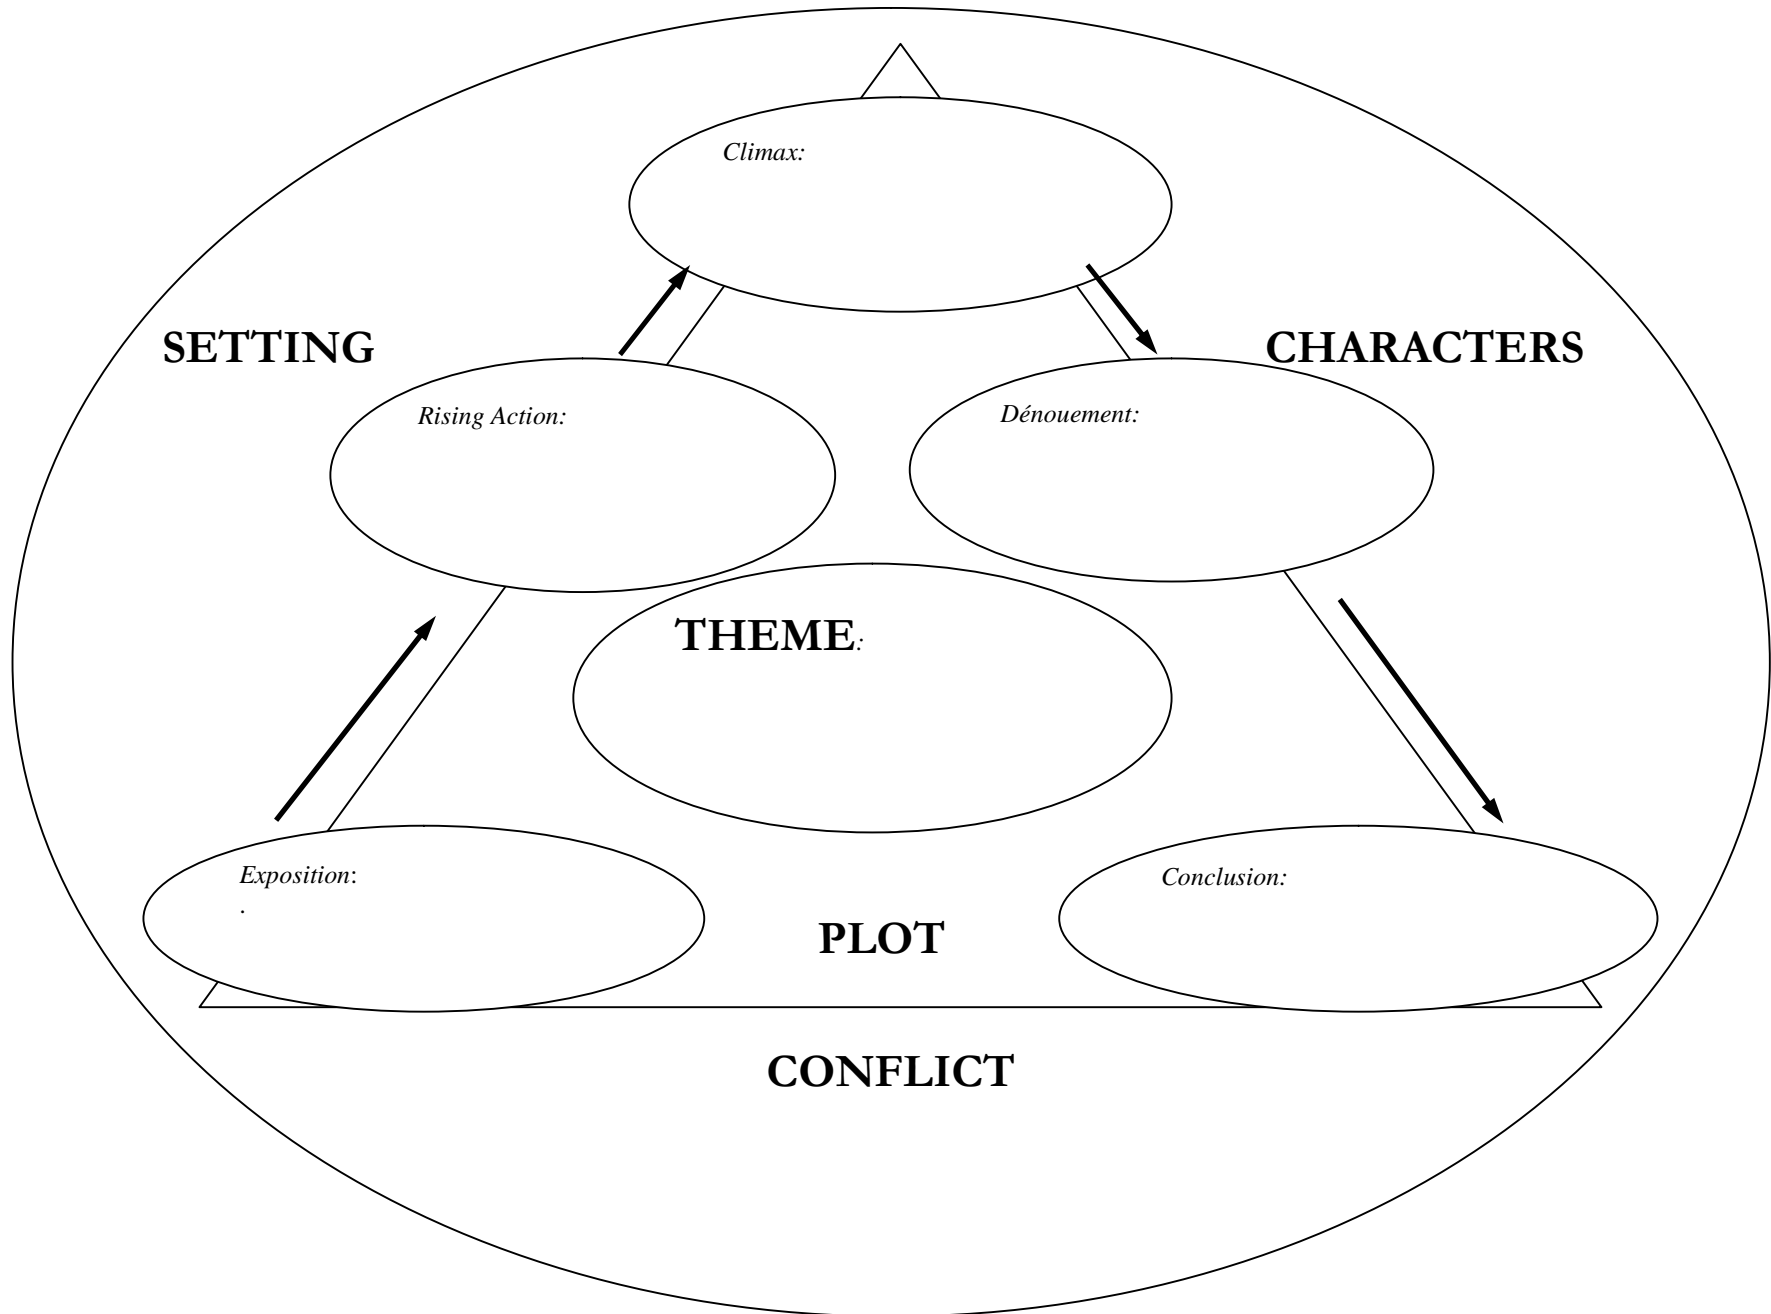 Climax:
SETTING
CHARACTERS
Rising Action:
Dénouement:
THEME:
Exposition:
.
Conclusion:
PLOT
CONFLICT